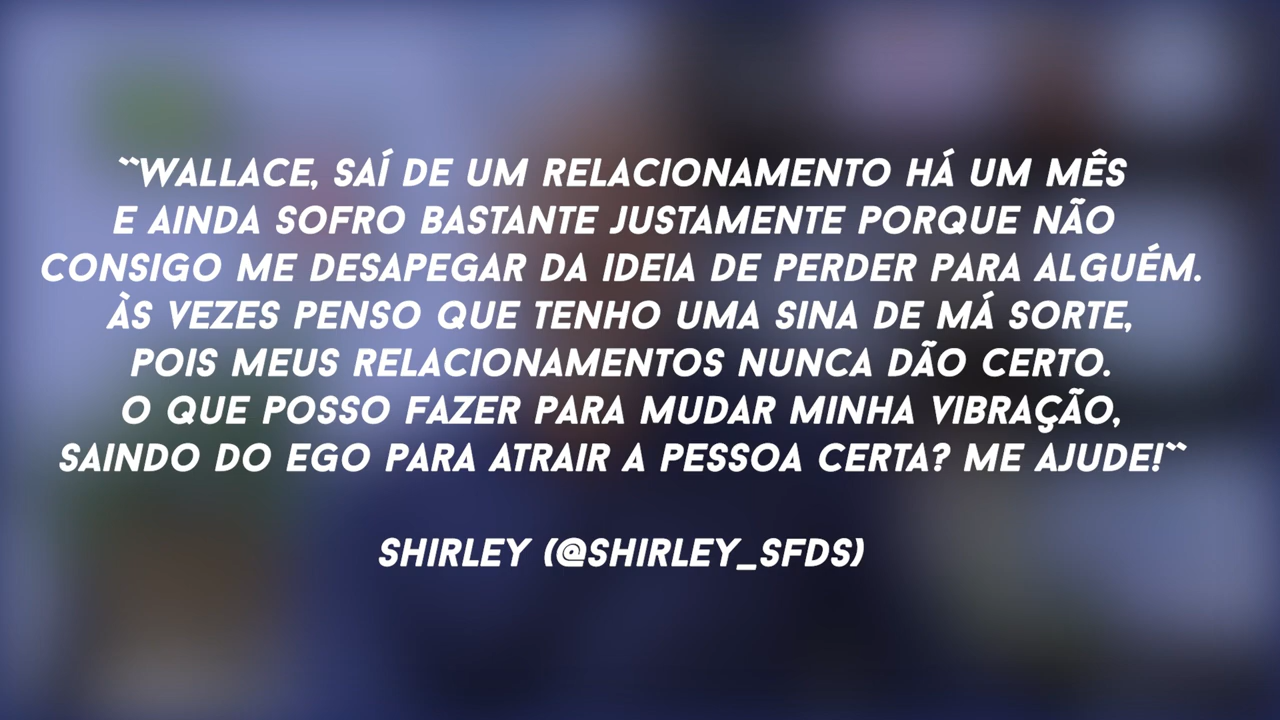 ``WALLACE, SAÍ DE UM RELACIONAMENTO HÁ UM MÊS
E AINDA SOFRO BASTANTE JUSTAMENTE PORQUE NÃO
CONSIGO ME DESAPEGAR DA IDEIA DE PERDER PARA ALGUÉM.
ÀS VEZES PENSO QUE TENHO UMA SINA DE MÁ SORTE,
POIS MEUS RELACIONAMENTOS NUNCA DÃO CERTO.
O QUE POSSO FAZER PARA MUDAR MINHA VIBRAÇÃO,
SAINDO DO EGO PARA ATRAIR A PESSOA CERTA? ME AJUDE!``
SHIRLEY (@SHIRLEY_SFDS)